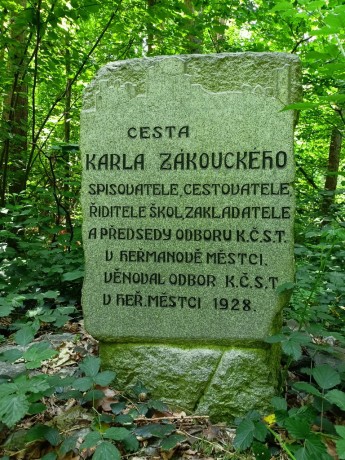 CESTA
KARLA ZÁKOUCKÉHO
SPISOVATELE, CESTOVATELE,
ŘIDITELE ŠKOL, ZAKLADATELE
A PŘEDSEDY ODBORU K.Č.S.T.
V HEŘMANOVĚ MĚSTCI.
VĚNOVAL ODBOR K.Č.S.T.
V HEŘ. MĚSTCI 1928.